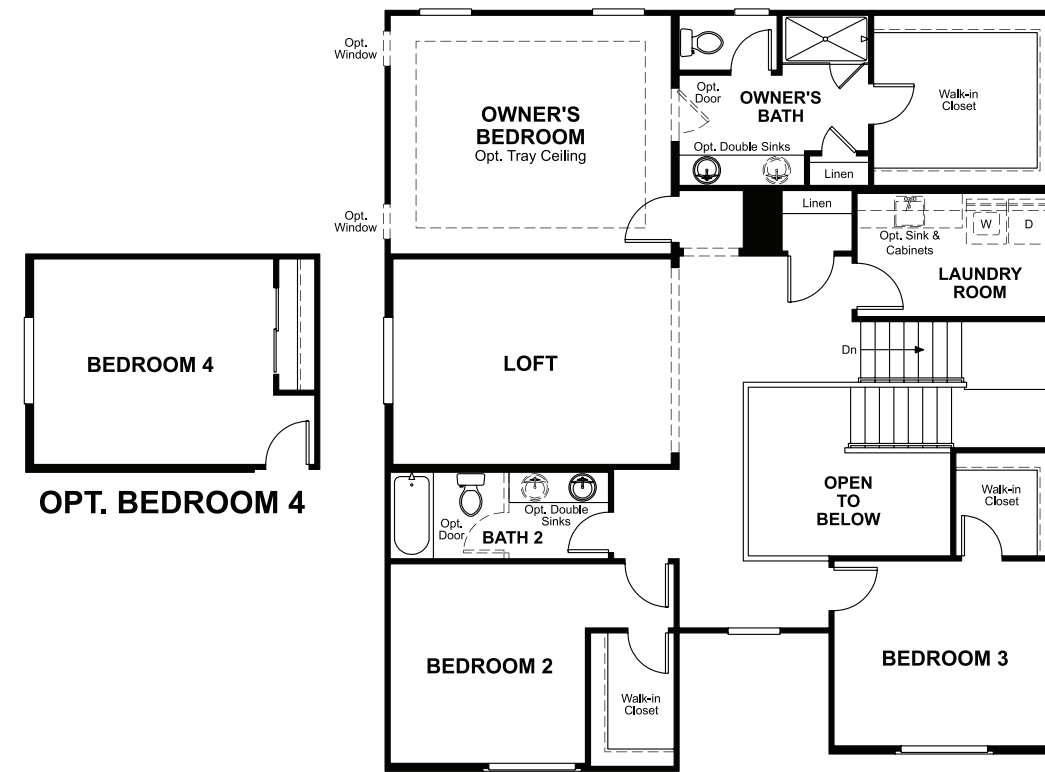 Opt.
Window
OWNER'S
BEDROOM
Opt. Tray Ceiling
Opt.
Door
OWNER'S
BATH
Opt. Double Sinks
Linen
Walk-in
Closet
Opt.
Window
Linen
Opt. Sink &
Cabinets
W
D
LAUNDRY
ROOM
BEDROOM 4
OPT. BEDROOM 4
LOFT
Dn
OPEN
TO
BELOW
Walk-in
Closet
Opt.
Door
Opt. Double
Sinks
BATH 2
BEDROOM 2
Walk-in
Closet
BEDROOM 3